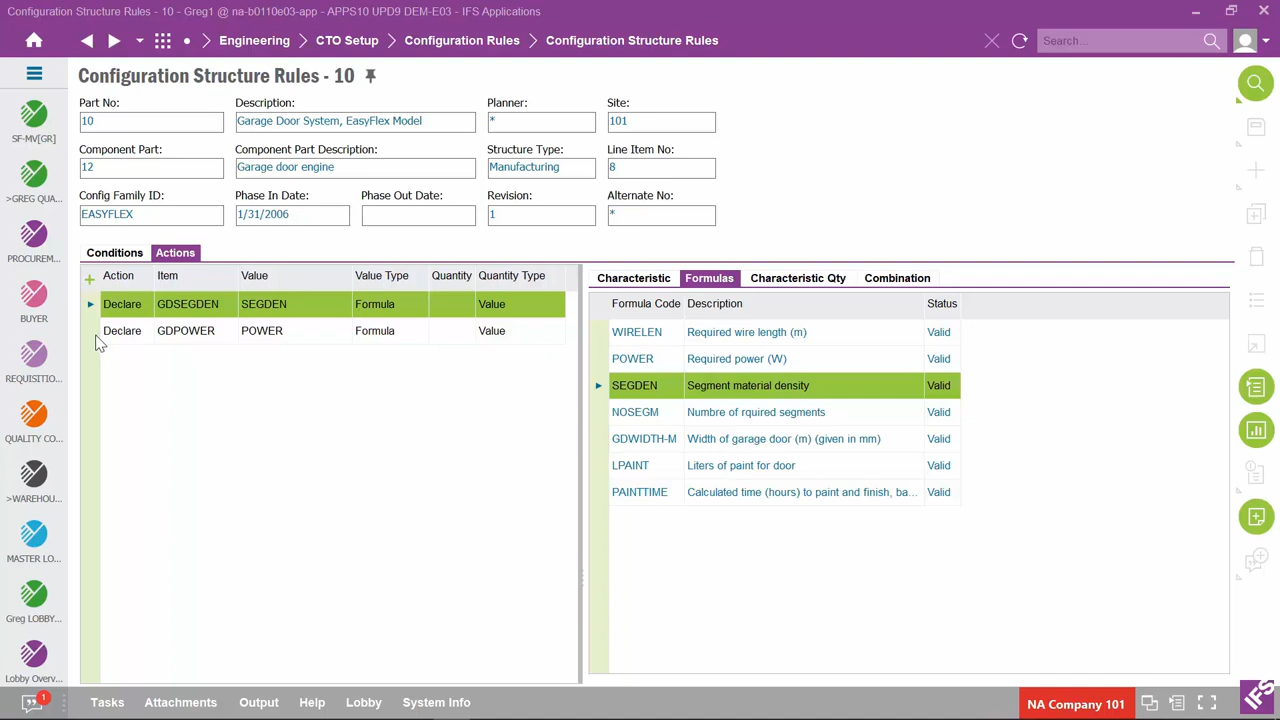 Configuration Structure Rules - 10 - Greg1 @ na-b0110e03-app - APPS10 UPD9 DEM-E03 - IFS Applications
Engineering CTO Setup Configuration Rules Configuration Structure Rules Search...
Configuration Structure Rules - 10
Part No: Description: Planner: Site:
10 Garage Door System, EasyFlex Model * 101
Component Part: Component Part Description: Structure Type: Line Item No:
12 Garage door engine Manufacturing 8
Config Family ID: Phase In Date: Phase Out Date: Revision: Alternate No:
EASYFLEX 1/31/2006 1 *
Conditions Actions
Action Item Value Value Type Quantity Quantity Type
Declare GDSEGDEN SEGDEN Formula Value
Declare GDPOWER POWER Formula Value
Characteristic Formulas Characteristic Qty Combination
Formula Code Description Status
WIRELEN Required wire length (m) Valid
POWER Required power (W) Valid
SEGDEN Segment material density Valid
NOSEGM Numbre of rquired segments Valid
GDWIDTH-M Width of garage door (m) (given in mm) Valid
LPAINT Liters of paint for door Valid
PAINTTIME Calculated time (hours) to paint and finish, ba... Valid
SF-MV[GR]
>GREG QUA...
PROCUREM...
BUYER
REQUISITIO...
QUALITY CO...
>WAREHOU...
MASTER LO...
Greg LOBBY...
Lobby Overv...
1 Tasks Attachments Output Help Lobby System Info NA Company 101 IFS